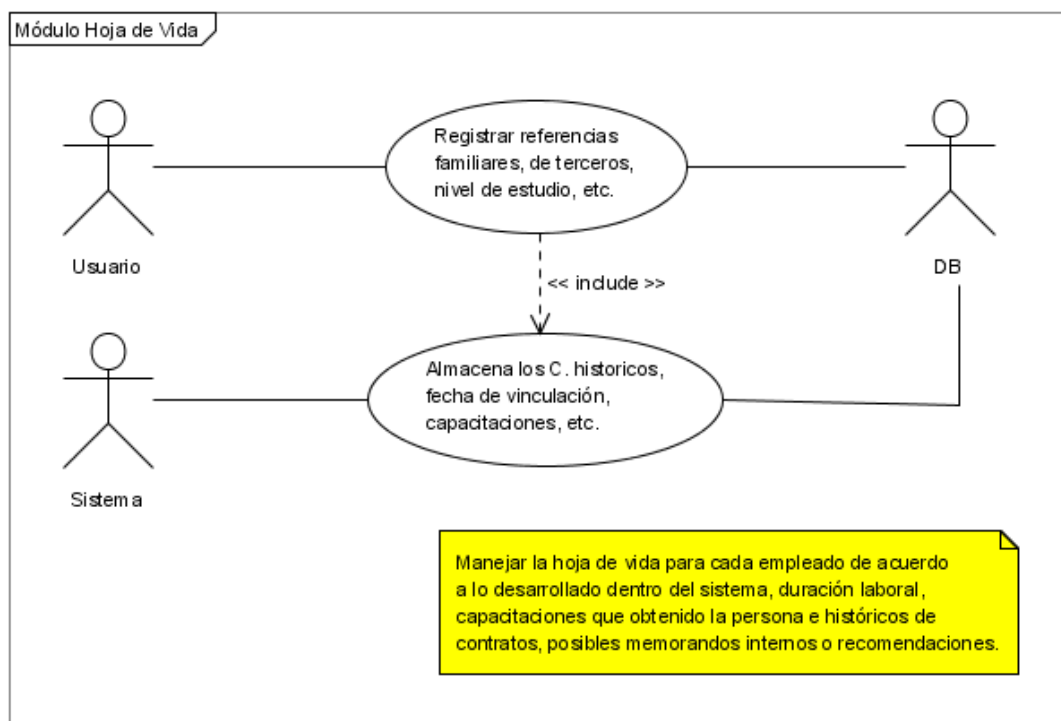 Módulo Hoja de Vida
Registrar referencias
familiares, de terceros,
nivel de estudio, etc.
Usuario
DB
<< include >>
Almacena los C. historicos,
fecha de vinculación,
capacitaciones, etc.
Sistema
Manejar la hoja de vida para cada empleado de acuerdo
a lo desarrollado dentro del sistema, duración laboral,
capacitaciones que obtenido la persona e históricos de
contratos, posibles memorandos internos o recomendaciones.